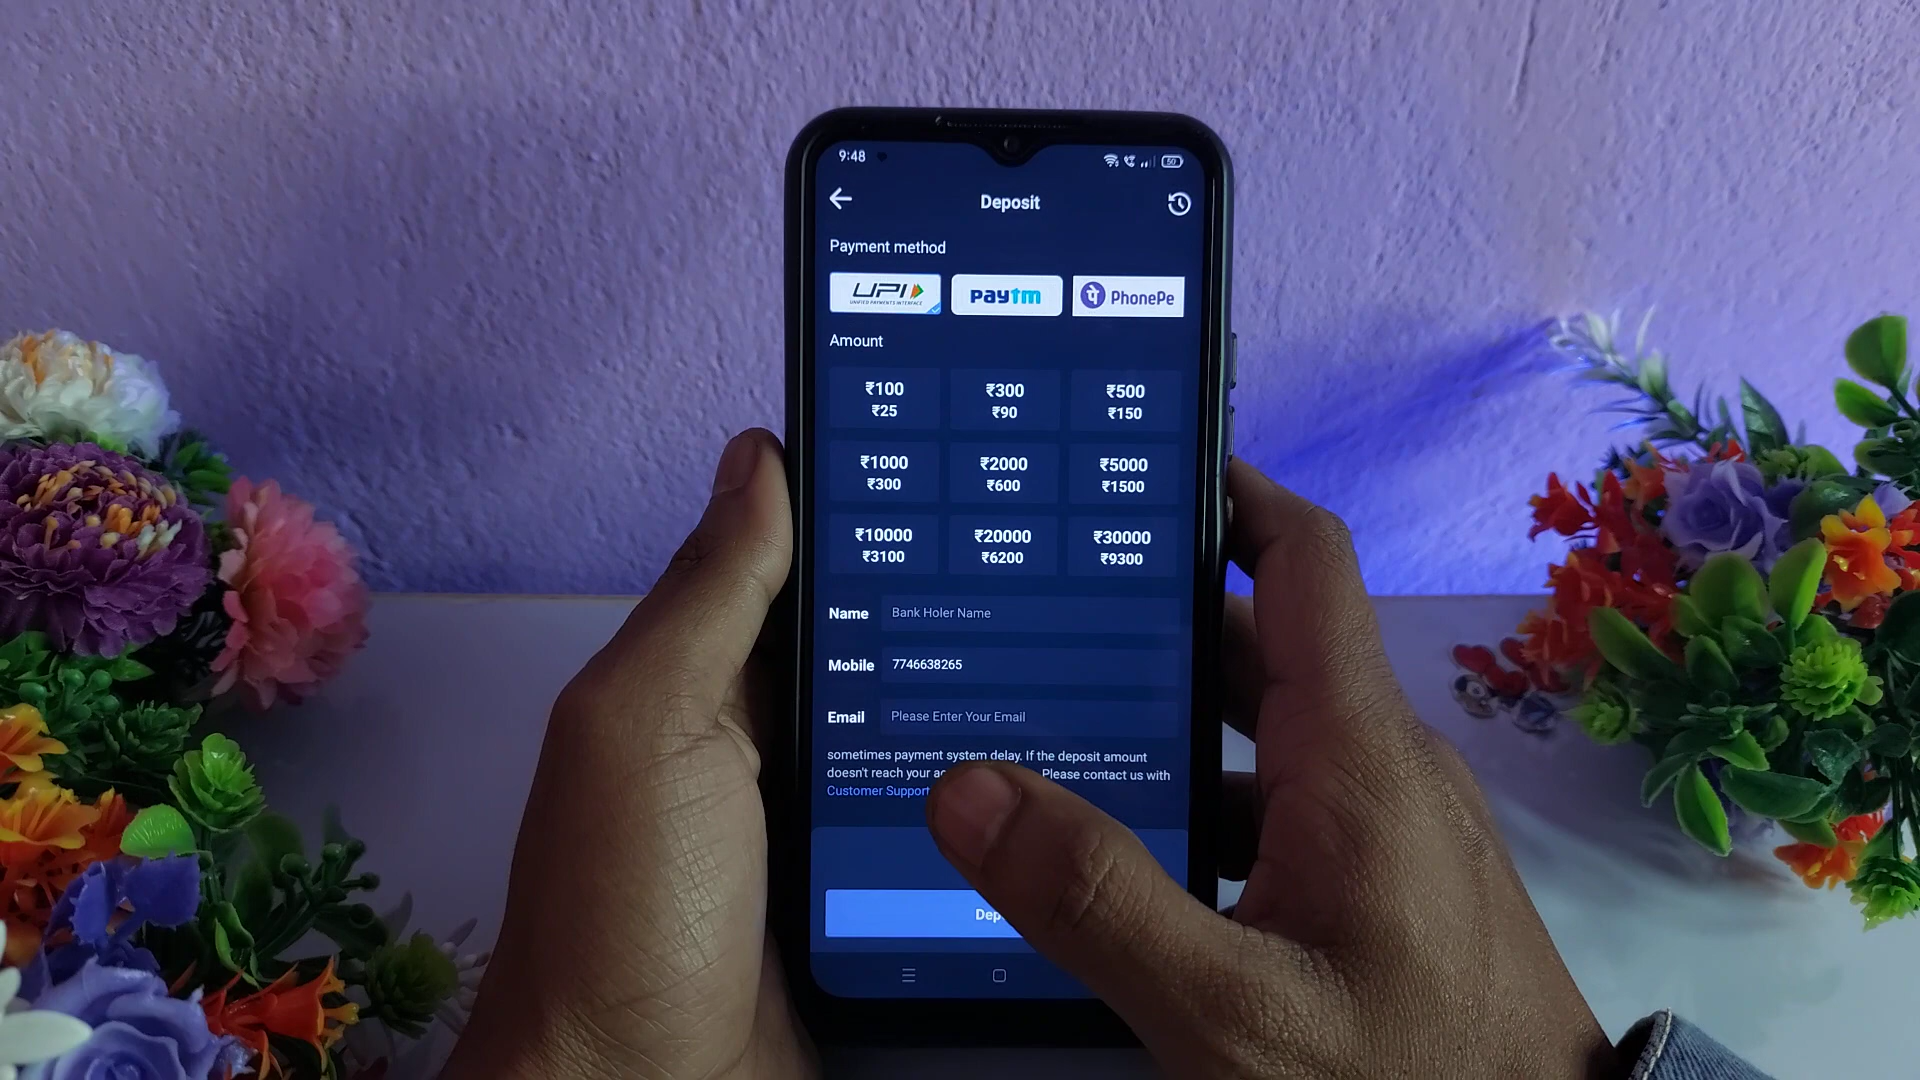 9:48
50
Deposit
Payment method
UPI
UNIFIED PAYMENTS INTERFACE
paytm
पे PhonePe
Amount
₹100
₹25
₹300
₹90
₹500
₹150
₹1000
₹300
₹2000
₹600
₹5000
₹1500
₹10000
₹3100
₹20000
₹6200
₹30000
₹9300
Name Bank Holer Name
Mobile 7746638265
Email Please Enter Your Email
sometimes payment system delay. If the deposit amount
doesn't reach your Please contact us with
Customer Support